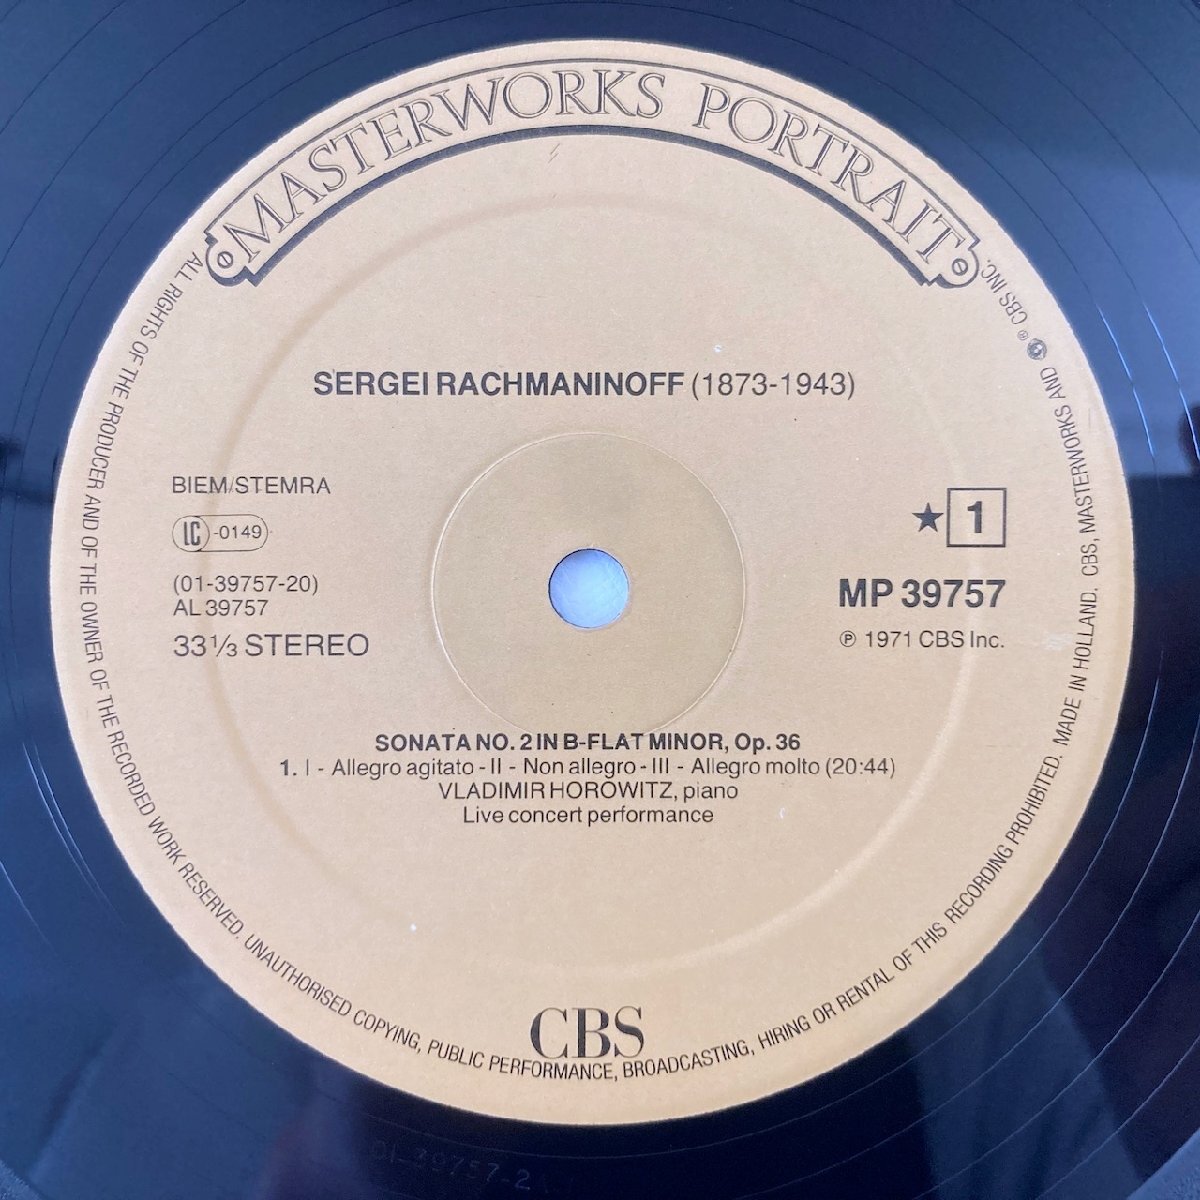 MASTERWORKS PORTRAIT
SERGEI RACHMANINOFF (1873-1943)
BIEM/STEMRA
LC -0149
(01-39757-20)
AL 39757
33 1/3 STEREO
★ 1
MP 39757
℗ 1971 CBS Inc.
SONATA NO. 2 IN B-FLAT MINOR, Op. 36
1. I - Allegro agitato - II - Non allegro - III - Allegro molto (20:44)
VLADIMIR HOROWITZ, piano
Live concert performance
CBS
ALL RIGHTS OF THE PRODUCER AND OF THE OWNER OF THE RECORDED WORK RESERVED. UNAUTHORISED COPYING, PUBLIC PERFORMANCE, BROADCASTING, HIRING OR RENTAL OF THIS RECORDING PROHIBITED. MADE IN HOLLAND. CBS, MASTERWORKS AND ® CBS INC.